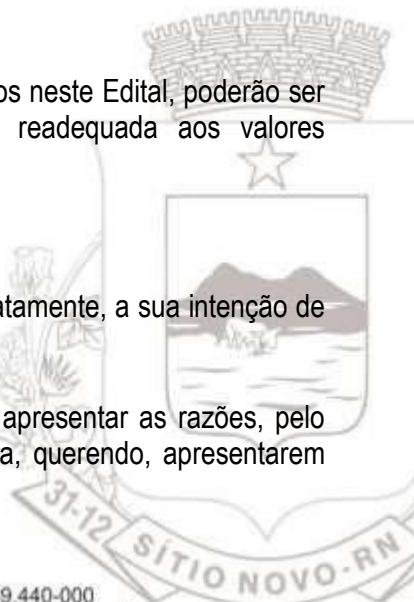 os neste Edital, poderão ser
readequada aos valores
atamente, a sua intenção de
apresentar as razões, pelo
a, querendo, apresentarem
31-12
SÍTIO NOVO-RN
9.440-000